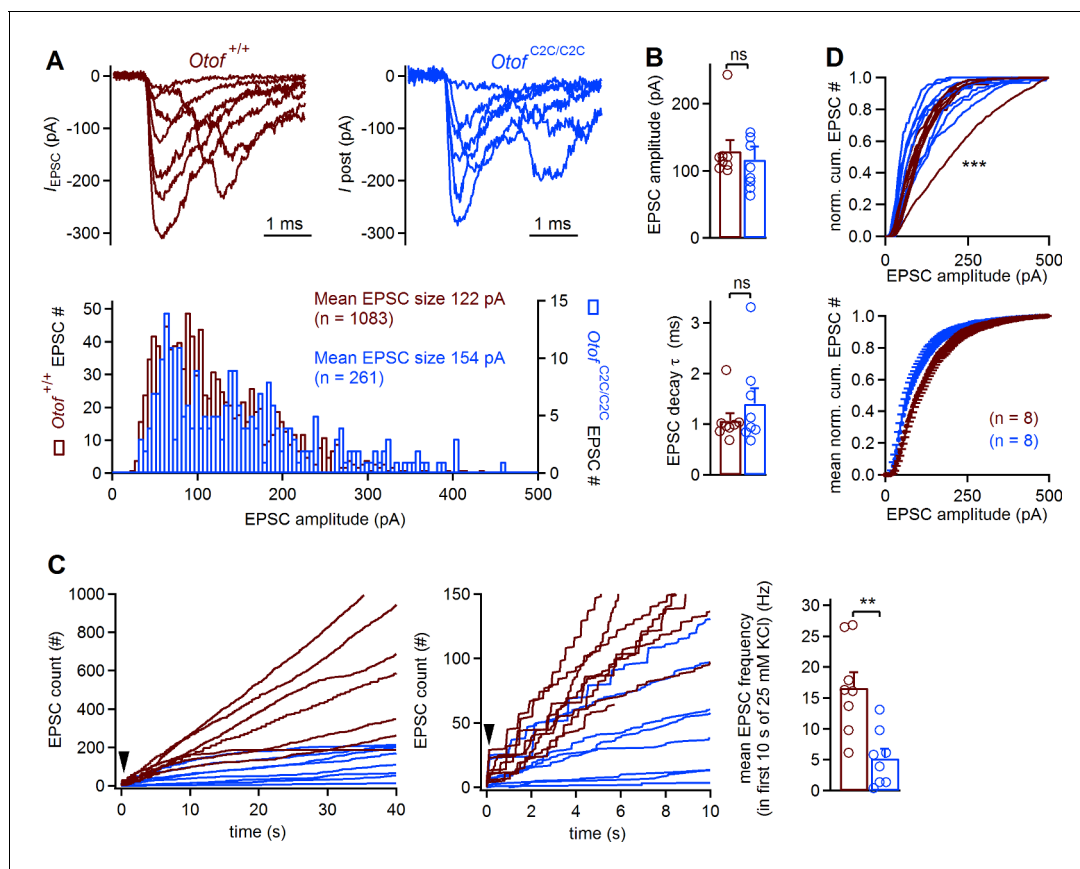 A
Otof +/+
Otof C2C/C2C
0
-100
-200
-300
I EPSC (pA)
1 ms
0
-100
-200
-300
I post (pA)
1 ms
50
40
30
20
10
0
Otof +/+ EPSC #
Mean EPSC size 122 pA
(n = 1083)
Mean EPSC size 154 pA
(n = 261)
15
10
5
0
Otof C2C/C2C EPSC #
0 100 200 300 400 500
EPSC amplitude (pA)
B
ns
200
100
0
EPSC amplitude (pA)
ns
3
2
1
0
EPSC decay τ (ms)
D
1.0
0.8
0.6
0.4
0.2
0.0
norm. cum. EPSC #
***
0 250 500
EPSC amplitude (pA)
1.0
0.8
0.6
0.4
0.2
0.0
mean norm. cum. EPSC #
(n = 8)
(n = 8)
0 250 500
EPSC amplitude (pA)
C
1000
800
600
400
200
0
EPSC count (#)
0 10 20 30 40
time (s)
150
100
50
0
EPSC count (#)
0 2 4 6 8 10
time (s)
**
30
25
20
15
10
5
0
mean EPSC frequency
(in first 10 s of 25 mM KCl) (Hz)